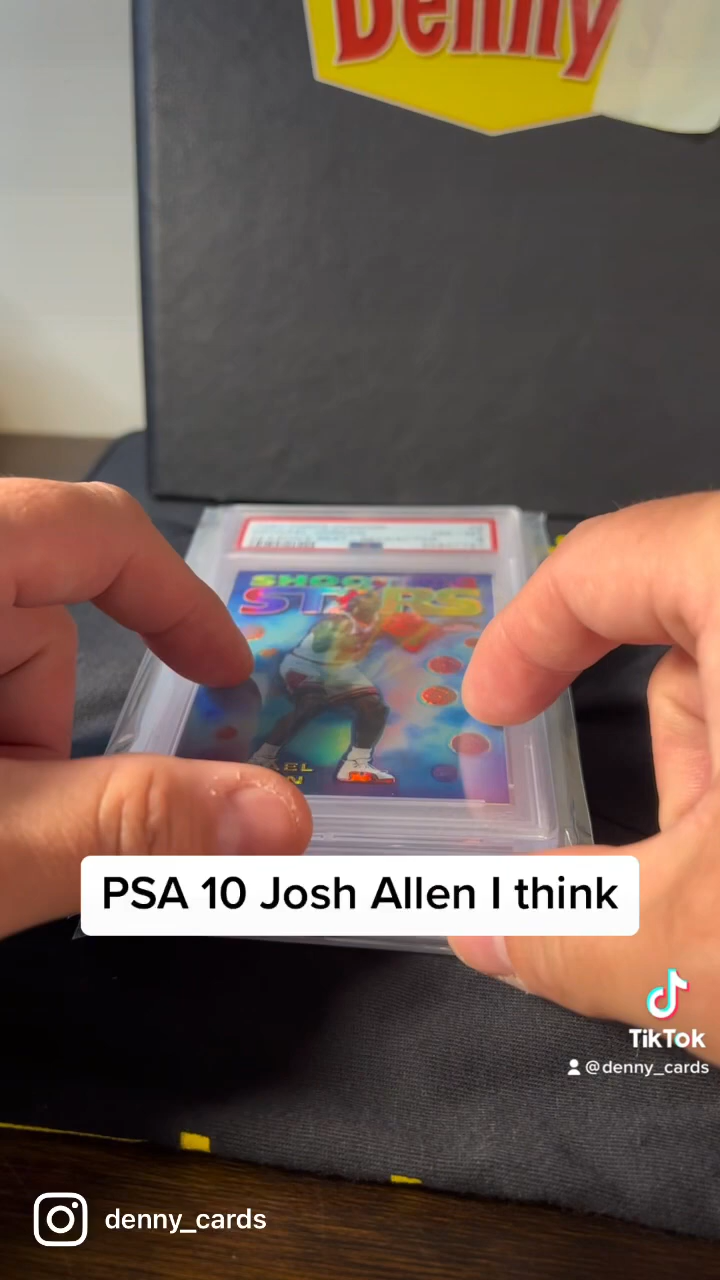 Denny
SHOOTING
STARS
PSA 10 Josh Allen I think
TikTok
@denny_cards
denny_cards